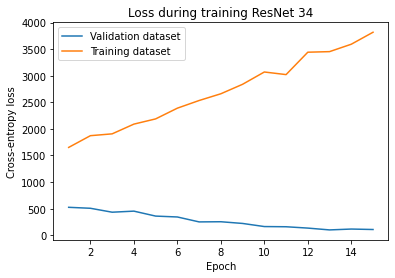 Loss during training ResNet 34
Validation dataset
Training dataset
Cross-entropy loss
4000
3500
3000
2500
2000
1500
1000
500
0
2 4 6 8 10 12 14
Epoch